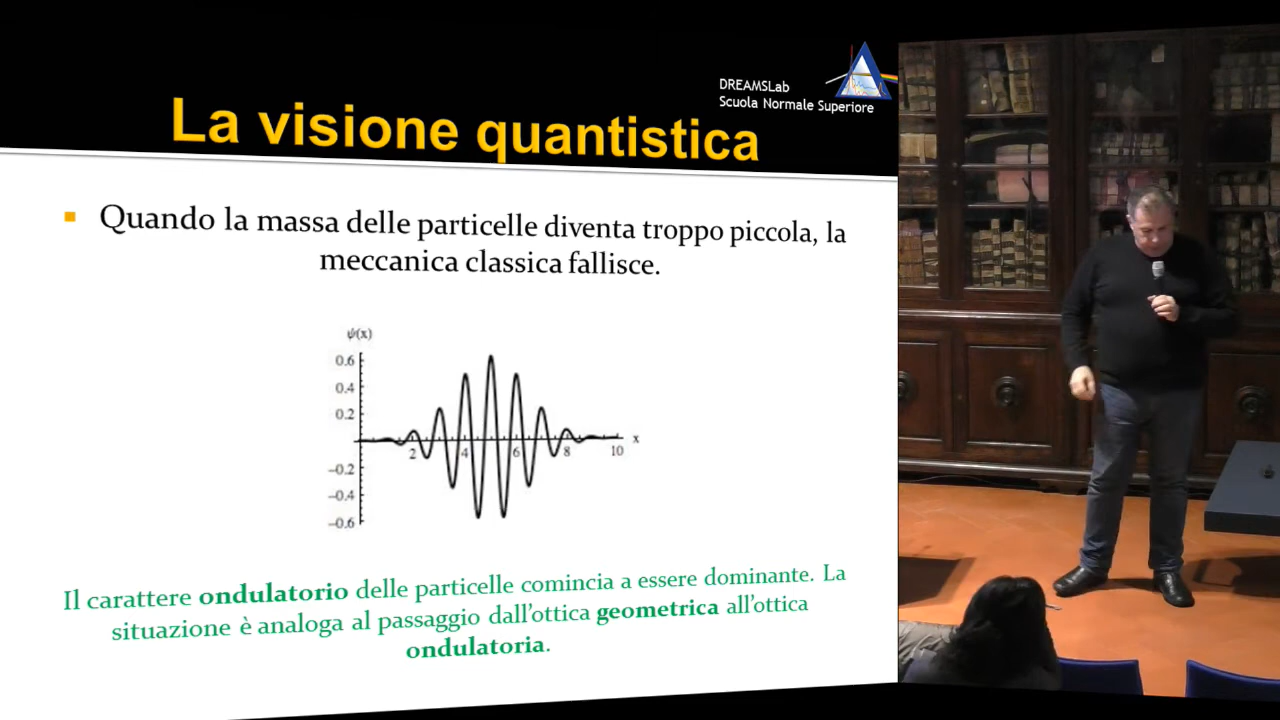 DREAMSLab
Scuola Normale Superiore
La visione quantistica
Quando la massa delle particelle diventa troppo piccola, la
meccanica classica fallisce.
ψ(x)
0.6
0.4
0.2
-0.2
-0.4
-0.6
2 4 6 8 10 x
Il carattere ondulatorio delle particelle comincia a essere dominante. La
situazione è analoga al passaggio dall'ottica geometrica all'ottica
ondulatoria.